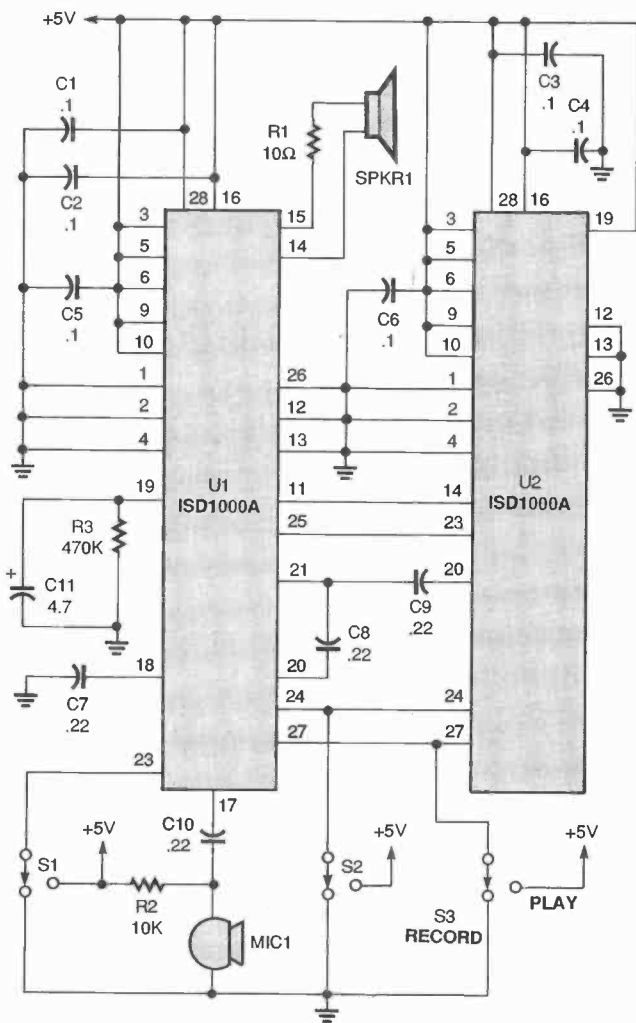 +5V
C1
.1
C2
.1
C5
.1
R1
10Ω
SPKR1
C3
.1
C4
.1
28
16
3
5
6
9
10
1
2
4
19
18
23
17
15
14
26
12
13
11
25
21
20
24
27
U1
ISD1000A
C6
.1
28
16
3
5
6
9
10
1
2
4
14
23
20
24
27
19
12
13
26
U2
ISD1000A
R3
470K
+
C11
4.7
C7
.22
C8
.22
C9
.22
C10
.22
S1
+5V
R2
10K
MIC1
S2
+5V
S3
RECORD
+5V
PLAY